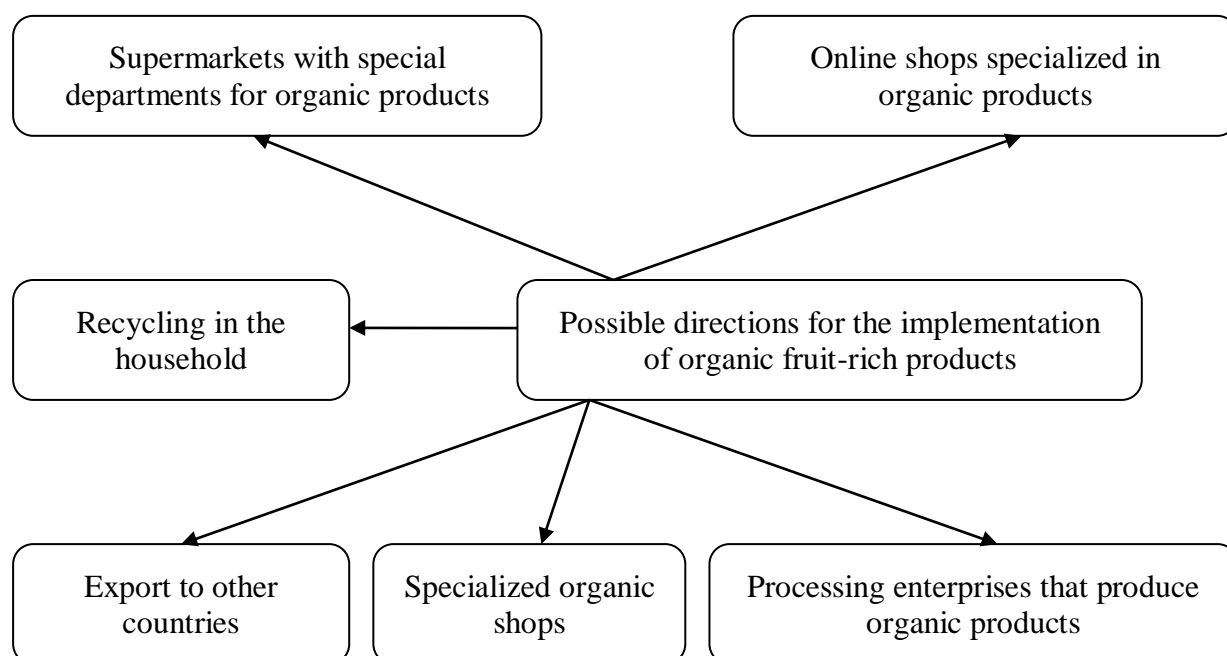 Supermarkets with special
departments for organic products
Online shops specialized in
organic products
Recycling in the
household
Possible directions for the implementation
of organic fruit-rich products
Export to other
countries
Specialized organic
shops
Processing enterprises that produce
organic products